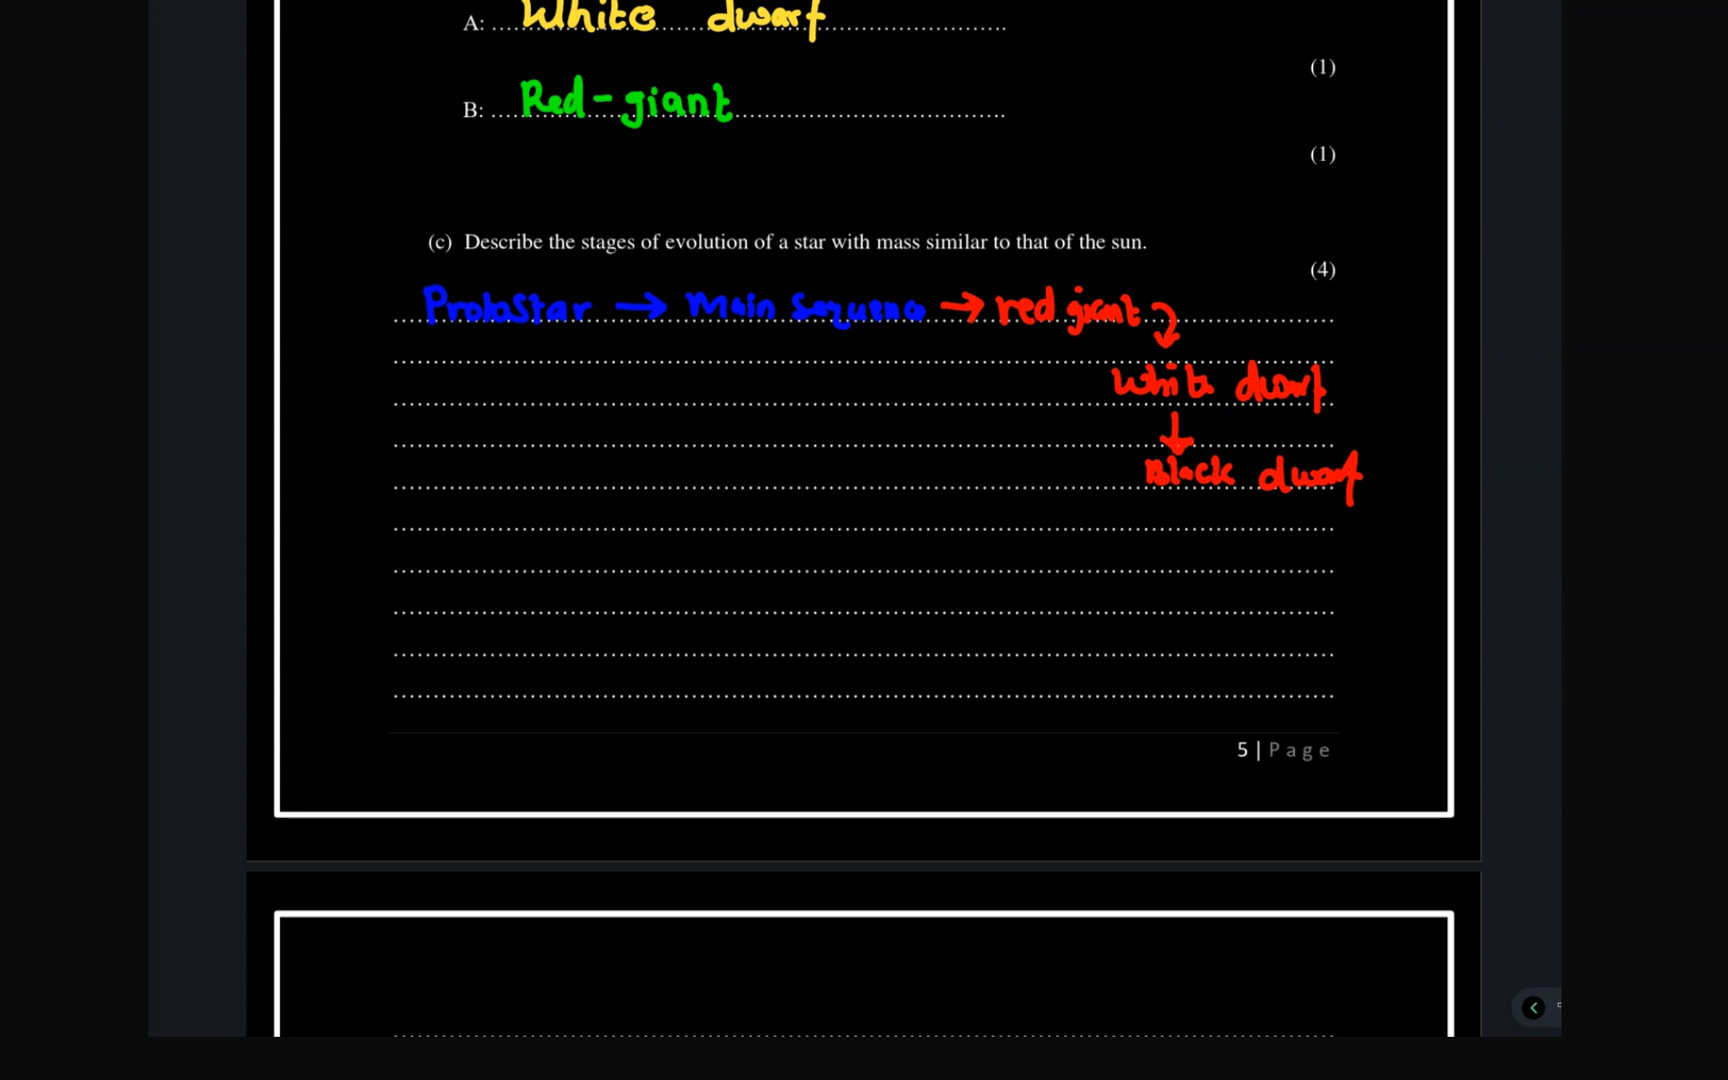 A: White dwarf
(1)
B: Red-giant
(1)
(c) Describe the stages of evolution of a star with mass similar to that of the sun.
(4)
Protostar → Main Sequence → red giant
White dwarf
Black dwarf
5 | Page